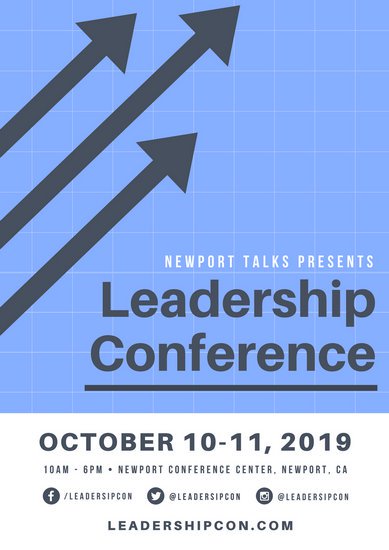 NEWPORT TALKS PRESENTS
Leadership
Conference
OCTOBER 10-11, 2019
10AM - 6PM • NEWPORT CONFERENCE CENTER, NEWPORT, CA
/LEADERSIPCON @LEADERSIPCON @LEADERSIPCON
LEADERSHIPCON.COM